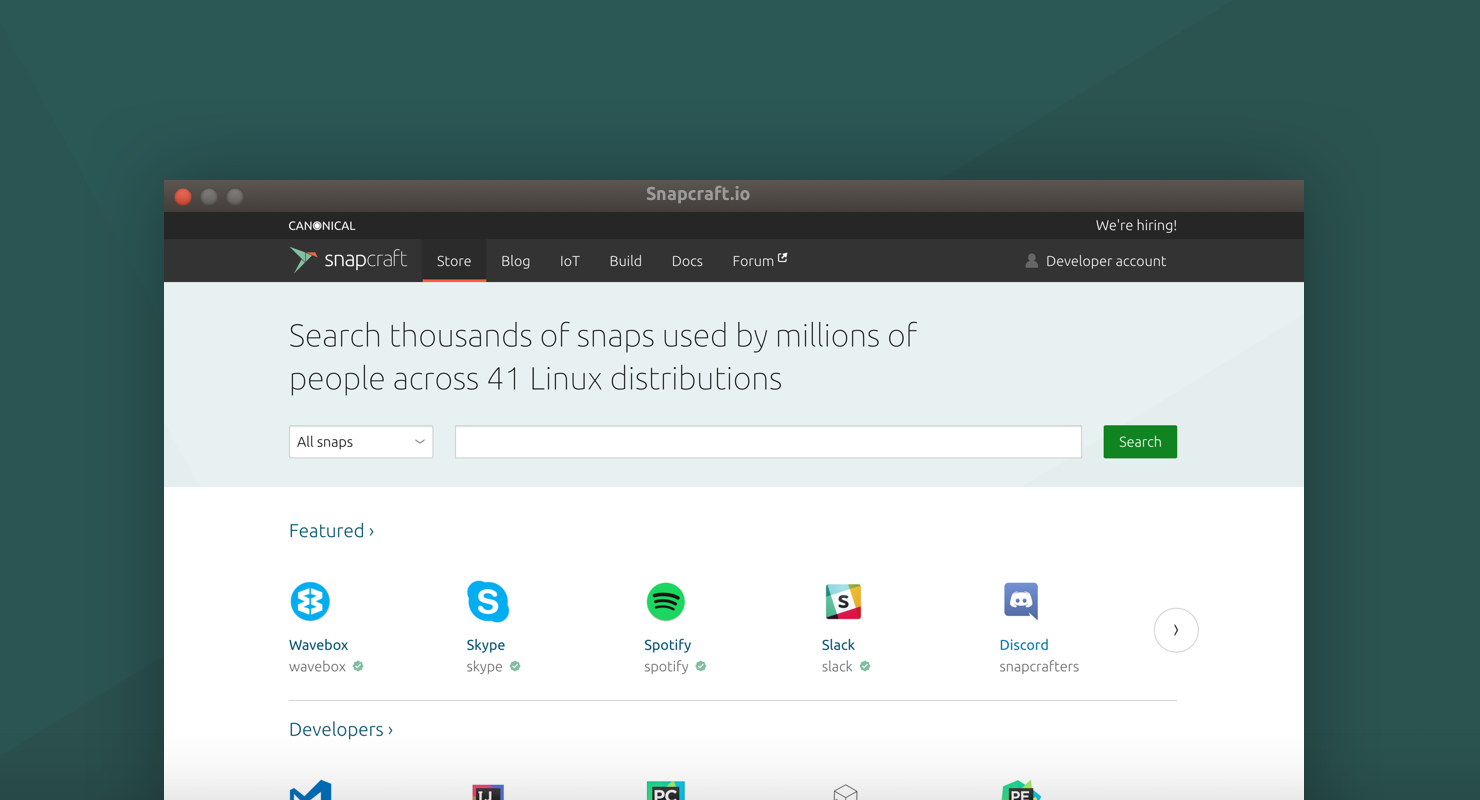 Snapcraft.io
CANONICAL
We're hiring!
snapcraft
Store
Blog
IoT
Build
Docs
Forum
Developer account
Search thousands of snaps used by millions of
people across 41 Linux distributions
All snaps
Search
Featured ›
S
S
Wavebox
Skype
Spotify
Slack
Discord
wavebox
skype
spotify
slack
snapcrafters
Developers ›
IJ
PC
PE